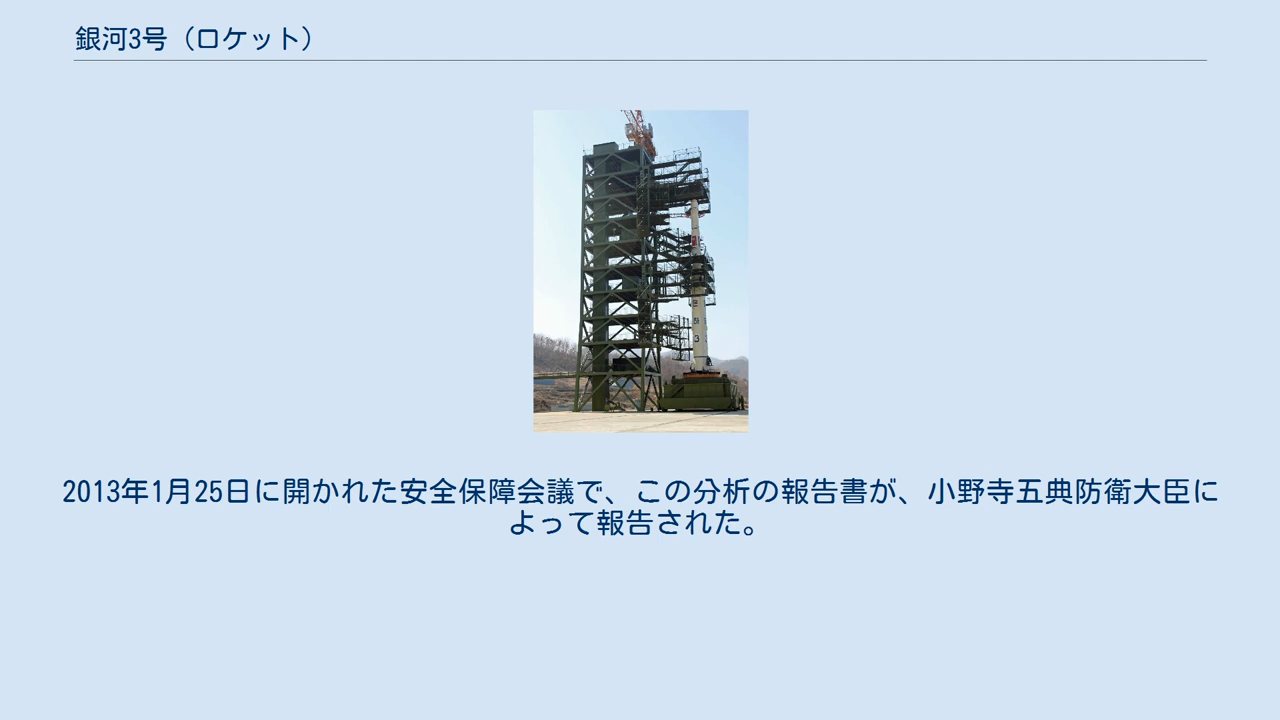 銀河3号（ロケット）
은
하
3
2013年1月25日に開かれた安全保障会議で、この分析の報告書が、小野寺五典防衛大臣に
よって報告された。